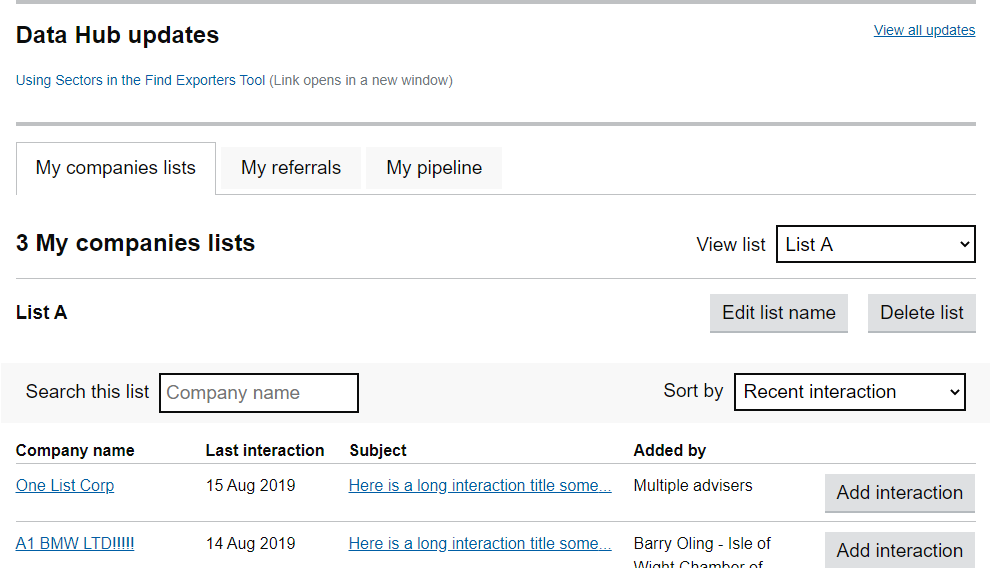 Data Hub updates
View all updates
Using Sectors in the Find Exporters Tool (Link opens in a new window)
My companies lists
My referrals
My pipeline
3 My companies lists
View list
List A
List A
Edit list name
Delete list
Search this list
Company name
Sort by
Recent interaction
Company name Last interaction Subject Added by
One List Corp 15 Aug 2019 Here is a long interaction title some... Multiple advisers
Add interaction
A1 BMW LTD!!!!! 14 Aug 2019 Here is a long interaction title some... Barry Oling - Isle of
Wight Chamber of
Add interaction